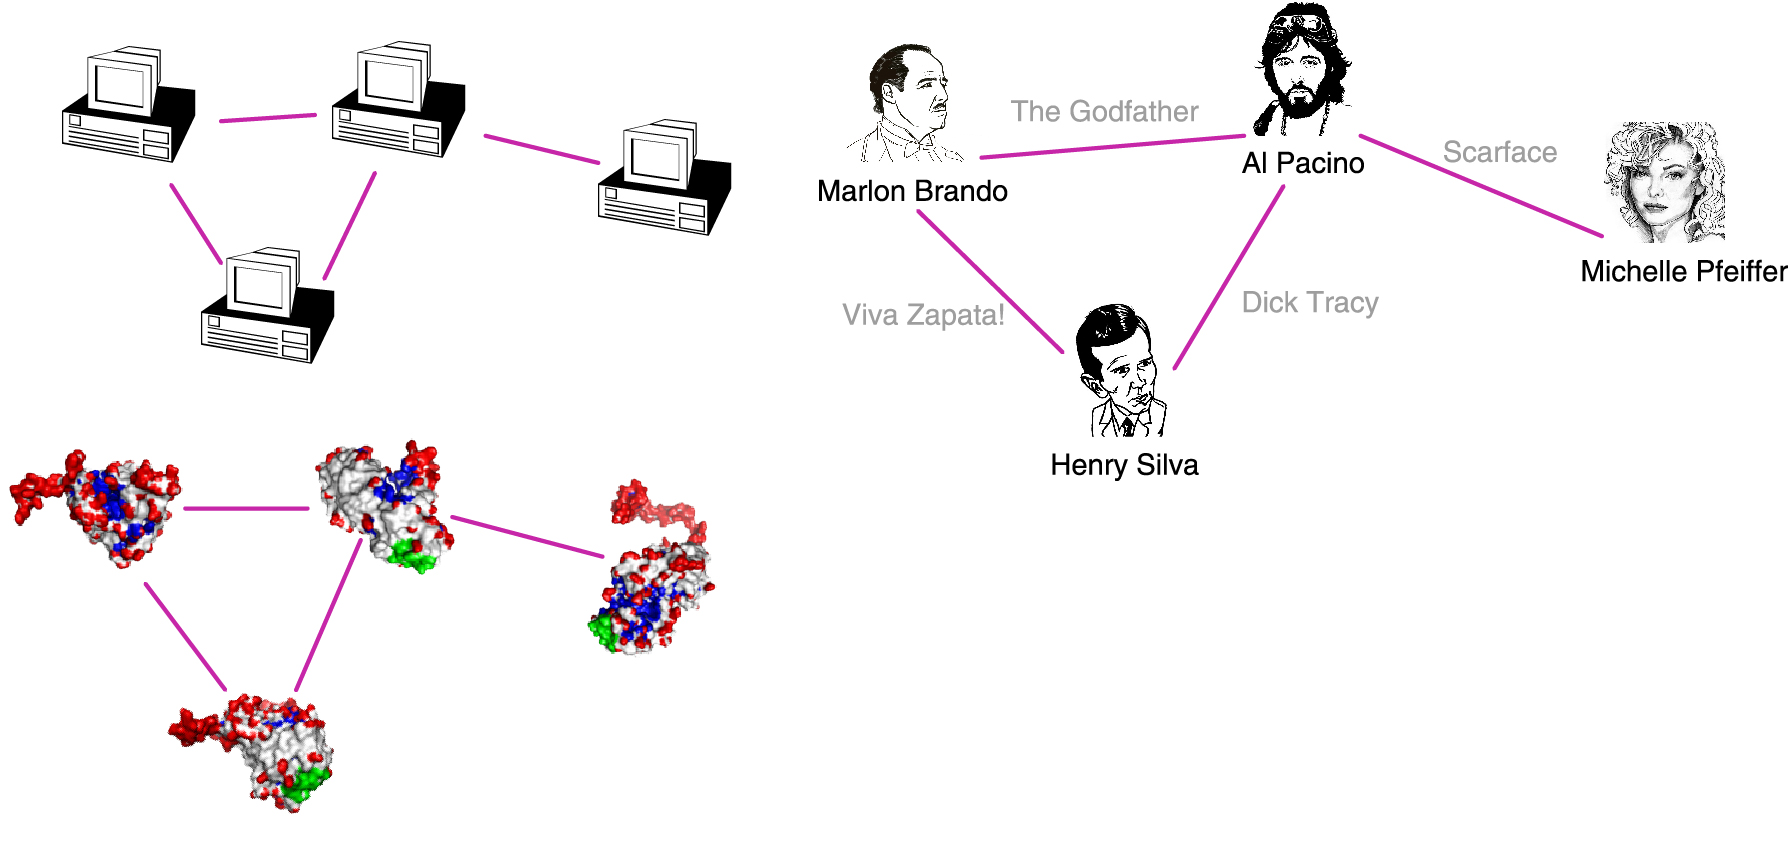 The Godfather
Al Pacino
Scarface
Marlon Brando
Michelle Pfeiffer
Viva Zapata!
Dick Tracy
Henry Silva